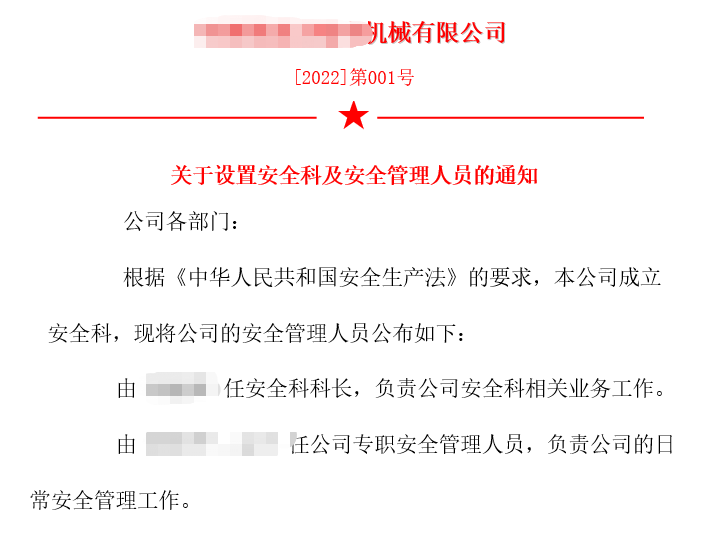 机械有限公司
[2022]第001号
关于设置安全科及安全管理人员的通知
公司各部门：
根据《中华人民共和国安全生产法》的要求，本公司成立
安全科，现将公司的安全管理人员公布如下：
由 任安全科科长，负责公司安全科相关业务工作。
由 任公司专职安全管理人员，负责公司的日
常安全管理工作。